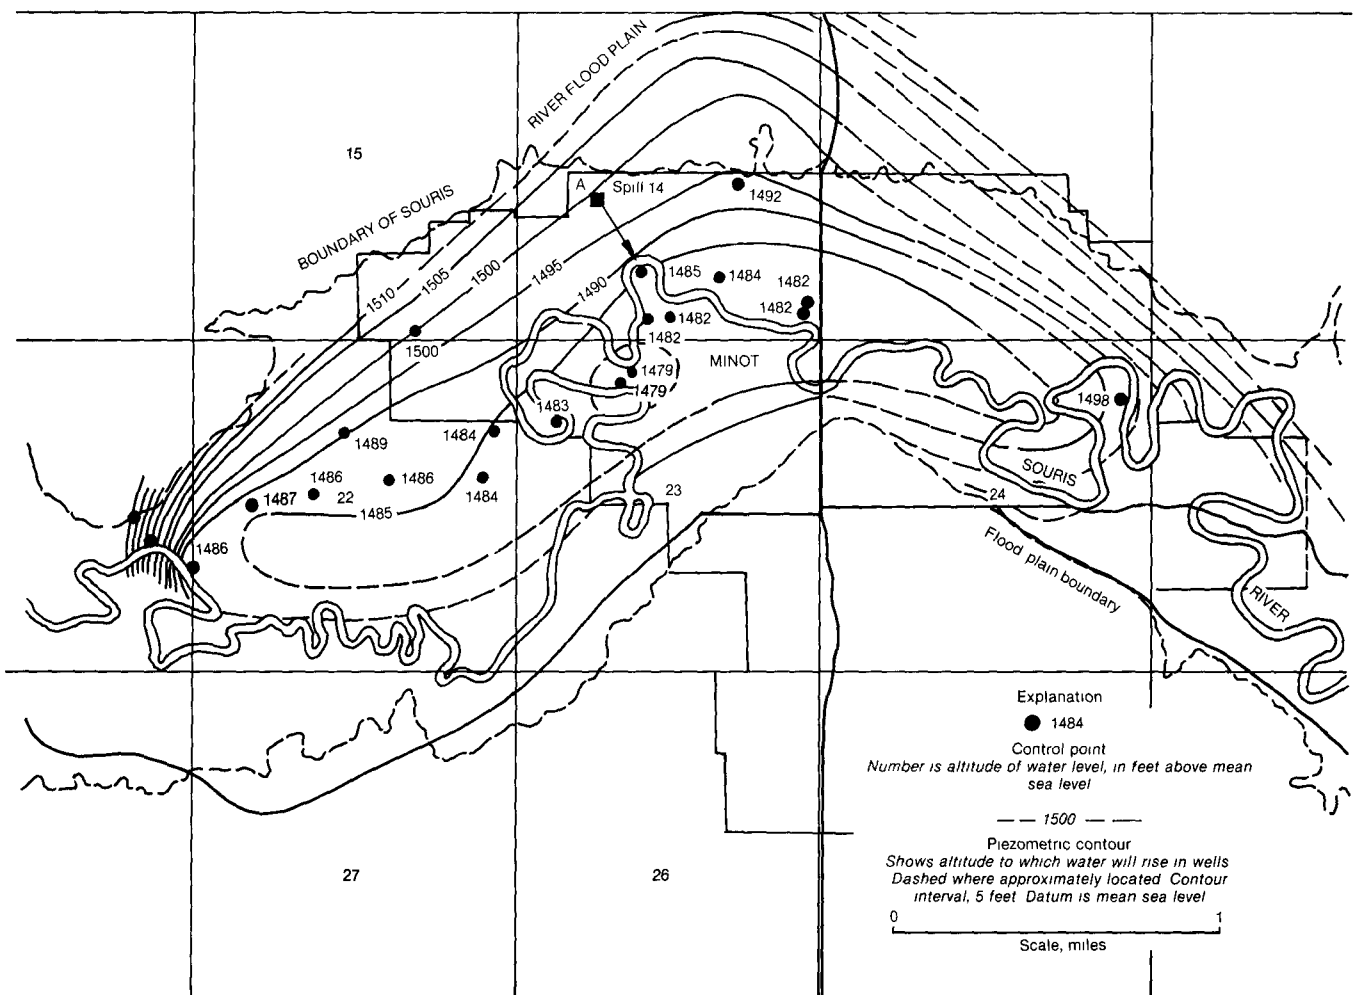 RIVER FLOOD PLAIN
15
BOUNDARY OF SOURIS
A
Spill 14
1492
1510
1505
1500
1495
1490
1485
1484
1482
1482
1500
1482
1482
MINOT
1479
1479
1498
1483
1489
1484
1486
1486
1484
1487
22
1485
23
SOURIS
24
1486
Flood plain boundary
RIVER
Explanation
1484
Control point
Number is altitude of water level, in feet above mean
sea level
1500
Piezometric contour
Shows altitude to which water will rise in wells
Dashed where approximately located Contour
interval, 5 feet Datum is mean sea level
27
26
0 1
Scale, miles